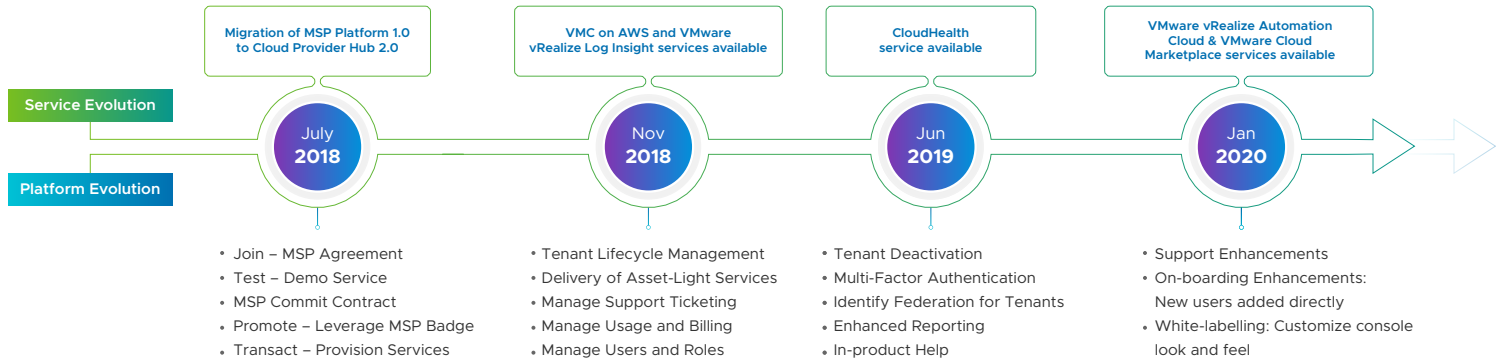 Migration of MSP Platform 1.0
to Cloud Provider Hub 2.0
VMC on AWS and VMware
vRealize Log Insight services available
CloudHealth
service available
VMware vRealize Automation
Cloud & VMware Cloud
Marketplace services available
Service Evolution
Platform Evolution
July
2018
Nov
2018
Jun
2019
Jan
2020
• Join – MSP Agreement
• Test – Demo Service
• MSP Commit Contract
• Promote – Leverage MSP Badge
• Transact – Provision Services
• Tenant Lifecycle Management
• Delivery of Asset-Light Services
• Manage Support Ticketing
• Manage Usage and Billing
• Manage Users and Roles
• Tenant Deactivation
• Multi-Factor Authentication
• Identify Federation for Tenants
• Enhanced Reporting
• In-product Help
• Support Enhancements
• On-boarding Enhancements:
New users added directly
• White-labelling: Customize console
look and feel